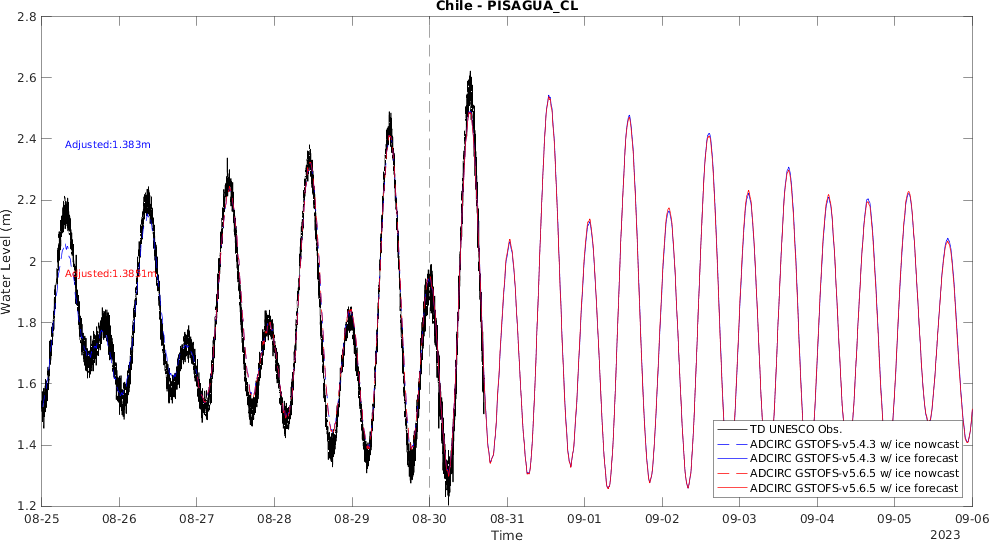 Chile - PISAGUA_CL
2.8
2.6
2.4
2.2
2
1.8
1.6
1.4
1.2
Water Level (m)
Adjusted:1.383m
Adjusted:1.3851m
TD UNESCO Obs.
ADCIRC GSTOFS-v5.4.3 w/ ice nowcast
ADCIRC GSTOFS-v5.4.3 w/ ice forecast
ADCIRC GSTOFS-v5.6.5 w/ ice nowcast
ADCIRC GSTOFS-v5.6.5 w/ ice forecast
08-25 08-26 08-27 08-28 08-29 08-30 08-31 09-01 09-02 09-03 09-04 09-05 09-06
Time
2023